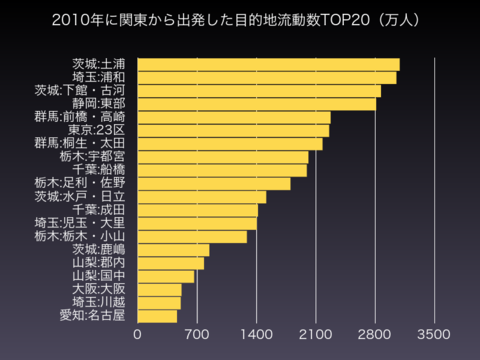 2010年に関東から出発した目的地流動数TOP20（万人）
茨城:土浦
埼玉:浦和
茨城:下館・古河
静岡:東部
群馬:前橋・高崎
東京:23区
群馬:桐生・太田
栃木:宇都宮
千葉:船橋
栃木:足利・佐野
茨城:水戸・日立
千葉:成田
埼玉:児玉・大里
栃木:栃木・小山
茨城:鹿嶋
山梨:郡内
山梨:国中
大阪:大阪
埼玉:川越
愛知:名古屋
0 700 1400 2100 2800 3500